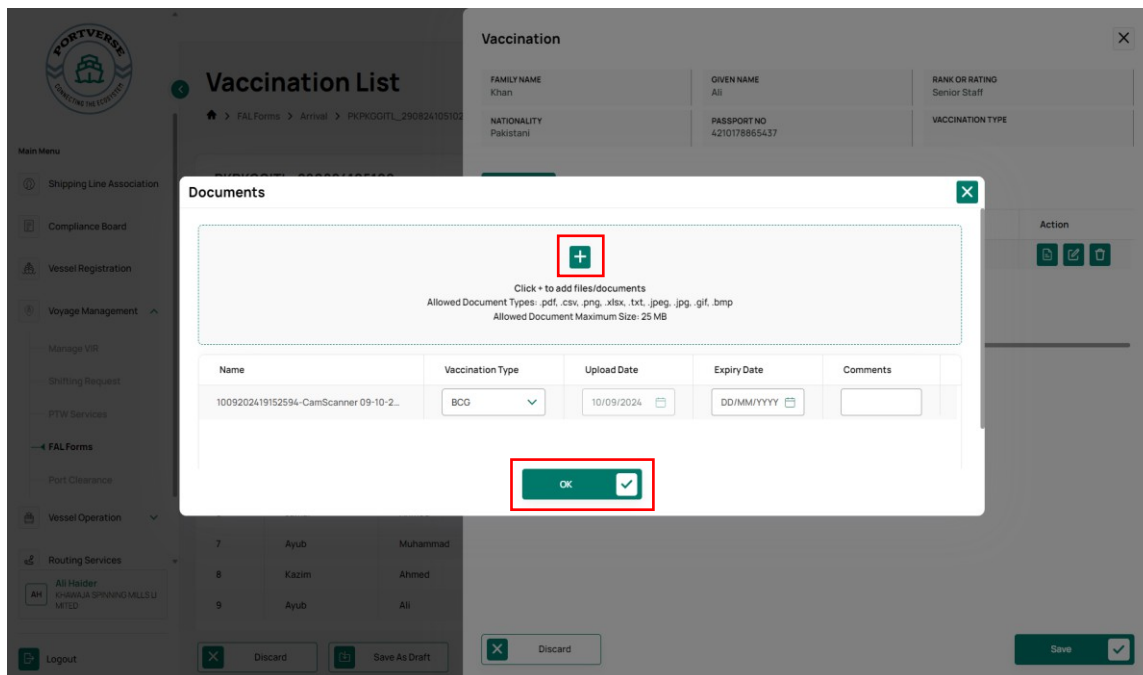 PORTVERSE
CONNECTING THE ECOSYSTEM
Main Menu
Shipping Line Association
Compliance Board
Vessel Registration
Voyage Management
Manage VIR
Shifting Request
PTW Services
FAL Forms
Port Clearance
Vessel Operation
Routing Services
AH
Ali Haider
KHAWAJA SPINNING MILLS LI
MITED
Logout
Vaccination List
> FAL Forms > Arrival > PKPKGGITL_290824105102
7 Ayub Muhammad
8 Kazim Ahmed
9 Ayub Ali
Discard
Save As Draft
Vaccination
FAMILY NAME
Khan
GIVEN NAME
Ali
RANK OR RATING
Senior Staff
NATIONALITY
Pakistani
PASSPORT NO
4210178865437
VACCINATION TYPE
Action
Documents
Click + to add files/documents
Allowed Document Types: .pdf, .csv, .png, .xlsx, .txt, .jpeg, .jpg, .gif, .bmp
Allowed Document Maximum Size: 25 MB
Name Vaccination Type Upload Date Expiry Date Comments
1009202419152594-CamScanner 09-10-2... BCG 10/09/2024 DD/MM/YYYY
OK
Discard
Save